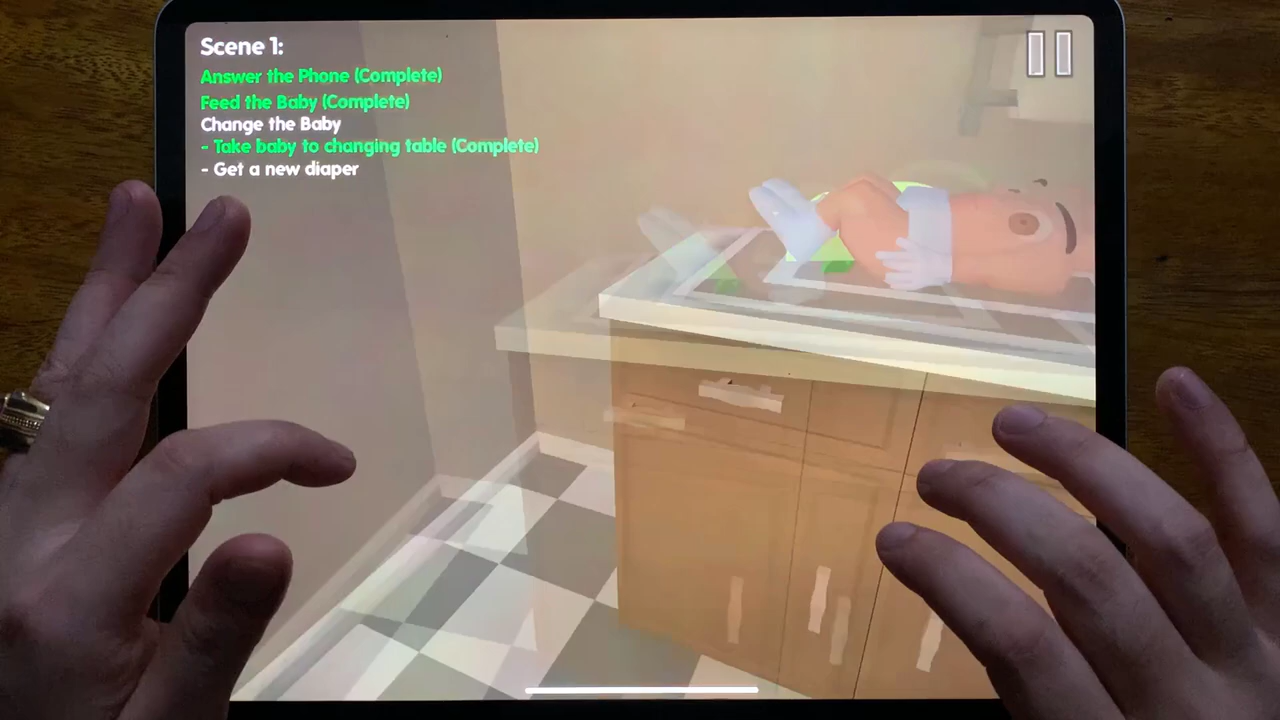 Scene 1:
Answer the Phone (Complete)
Feed the Baby (Complete)
Change the Baby
- Take baby to changing table (Complete)
- Get a new diaper